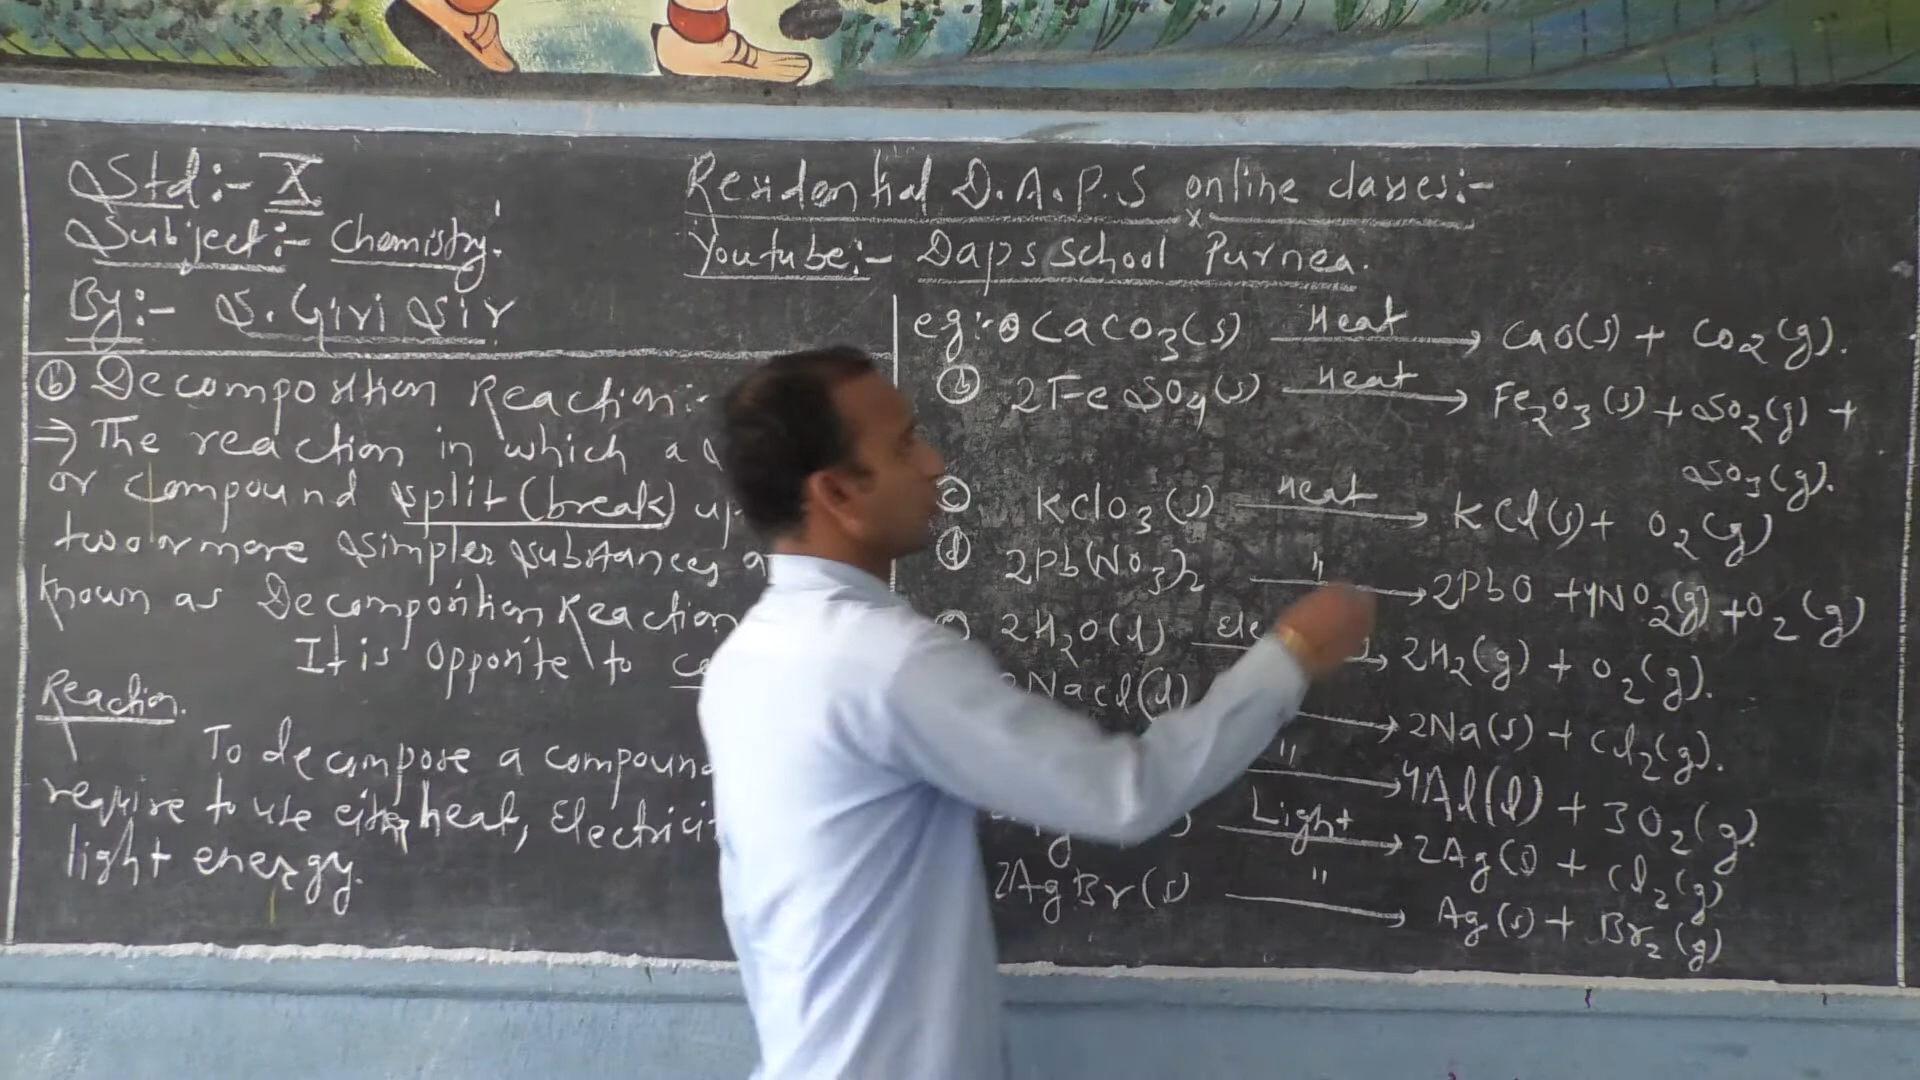 Std:- X
Subject:- Chemistry.
By:- S. Giri Sir
Residential D.A.P.S online classes:-
Youtube:- Daps School Purnea.
(b) Decomposition Reaction:-
⇒ The reaction in which a
or compound split (break) up
two or more simpler substances
known as Decomposition Reaction
It is opposite to
Reaction.
To decompose a compound
require to use either heat, Electricit
light energy.
eg:- CaCO3(s) Heat → CaO(s) + CO2(g).
(b) 2FeSO4(s) Heat → Fe2O3(s) + SO2(g) +
SO3(g).
(c) KClO3(s) Heat → KCl(s) + O2(g)
(d) 2Pb(NO3)2 " → 2PbO + 4NO2(g) + O2(g)
2H2O(l) Ele → 2H2(g) + O2(g).
NaCl(l) → 2Na(s) + Cl2(g).
" → 4Al(l) + 3O2(g).
Light → 2Ag(s) + Cl2(g)
2AgBr(s) " → Ag(s) + Br2(g)